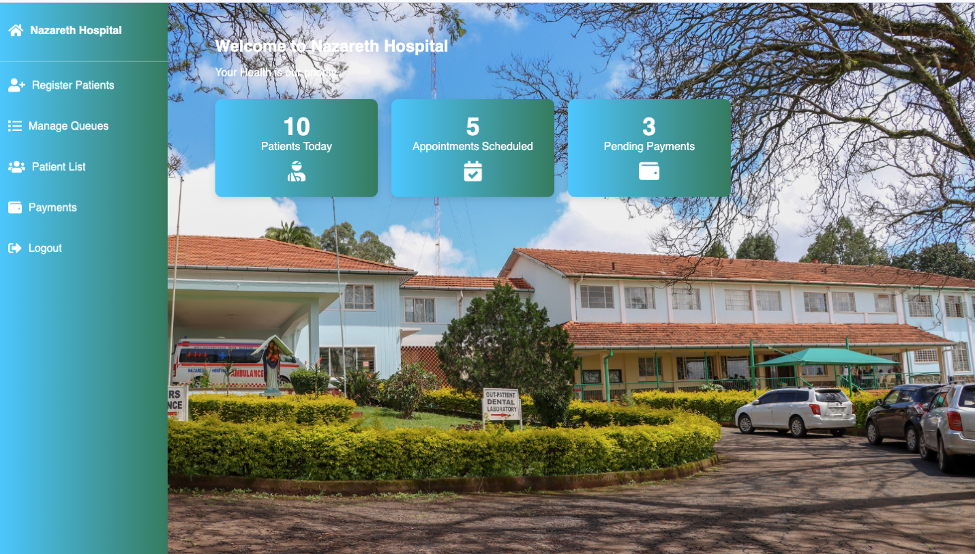 Nazareth Hospital
Register Patients
Manage Queues
Patient List
Payments
Logout
Welcome to Nazareth Hospital
Your Health is our
10
Patients Today
5
Appointments Scheduled
3
Pending Payments
AMBULANCE
OUT-PATIENT
DENTAL
LABORATORY